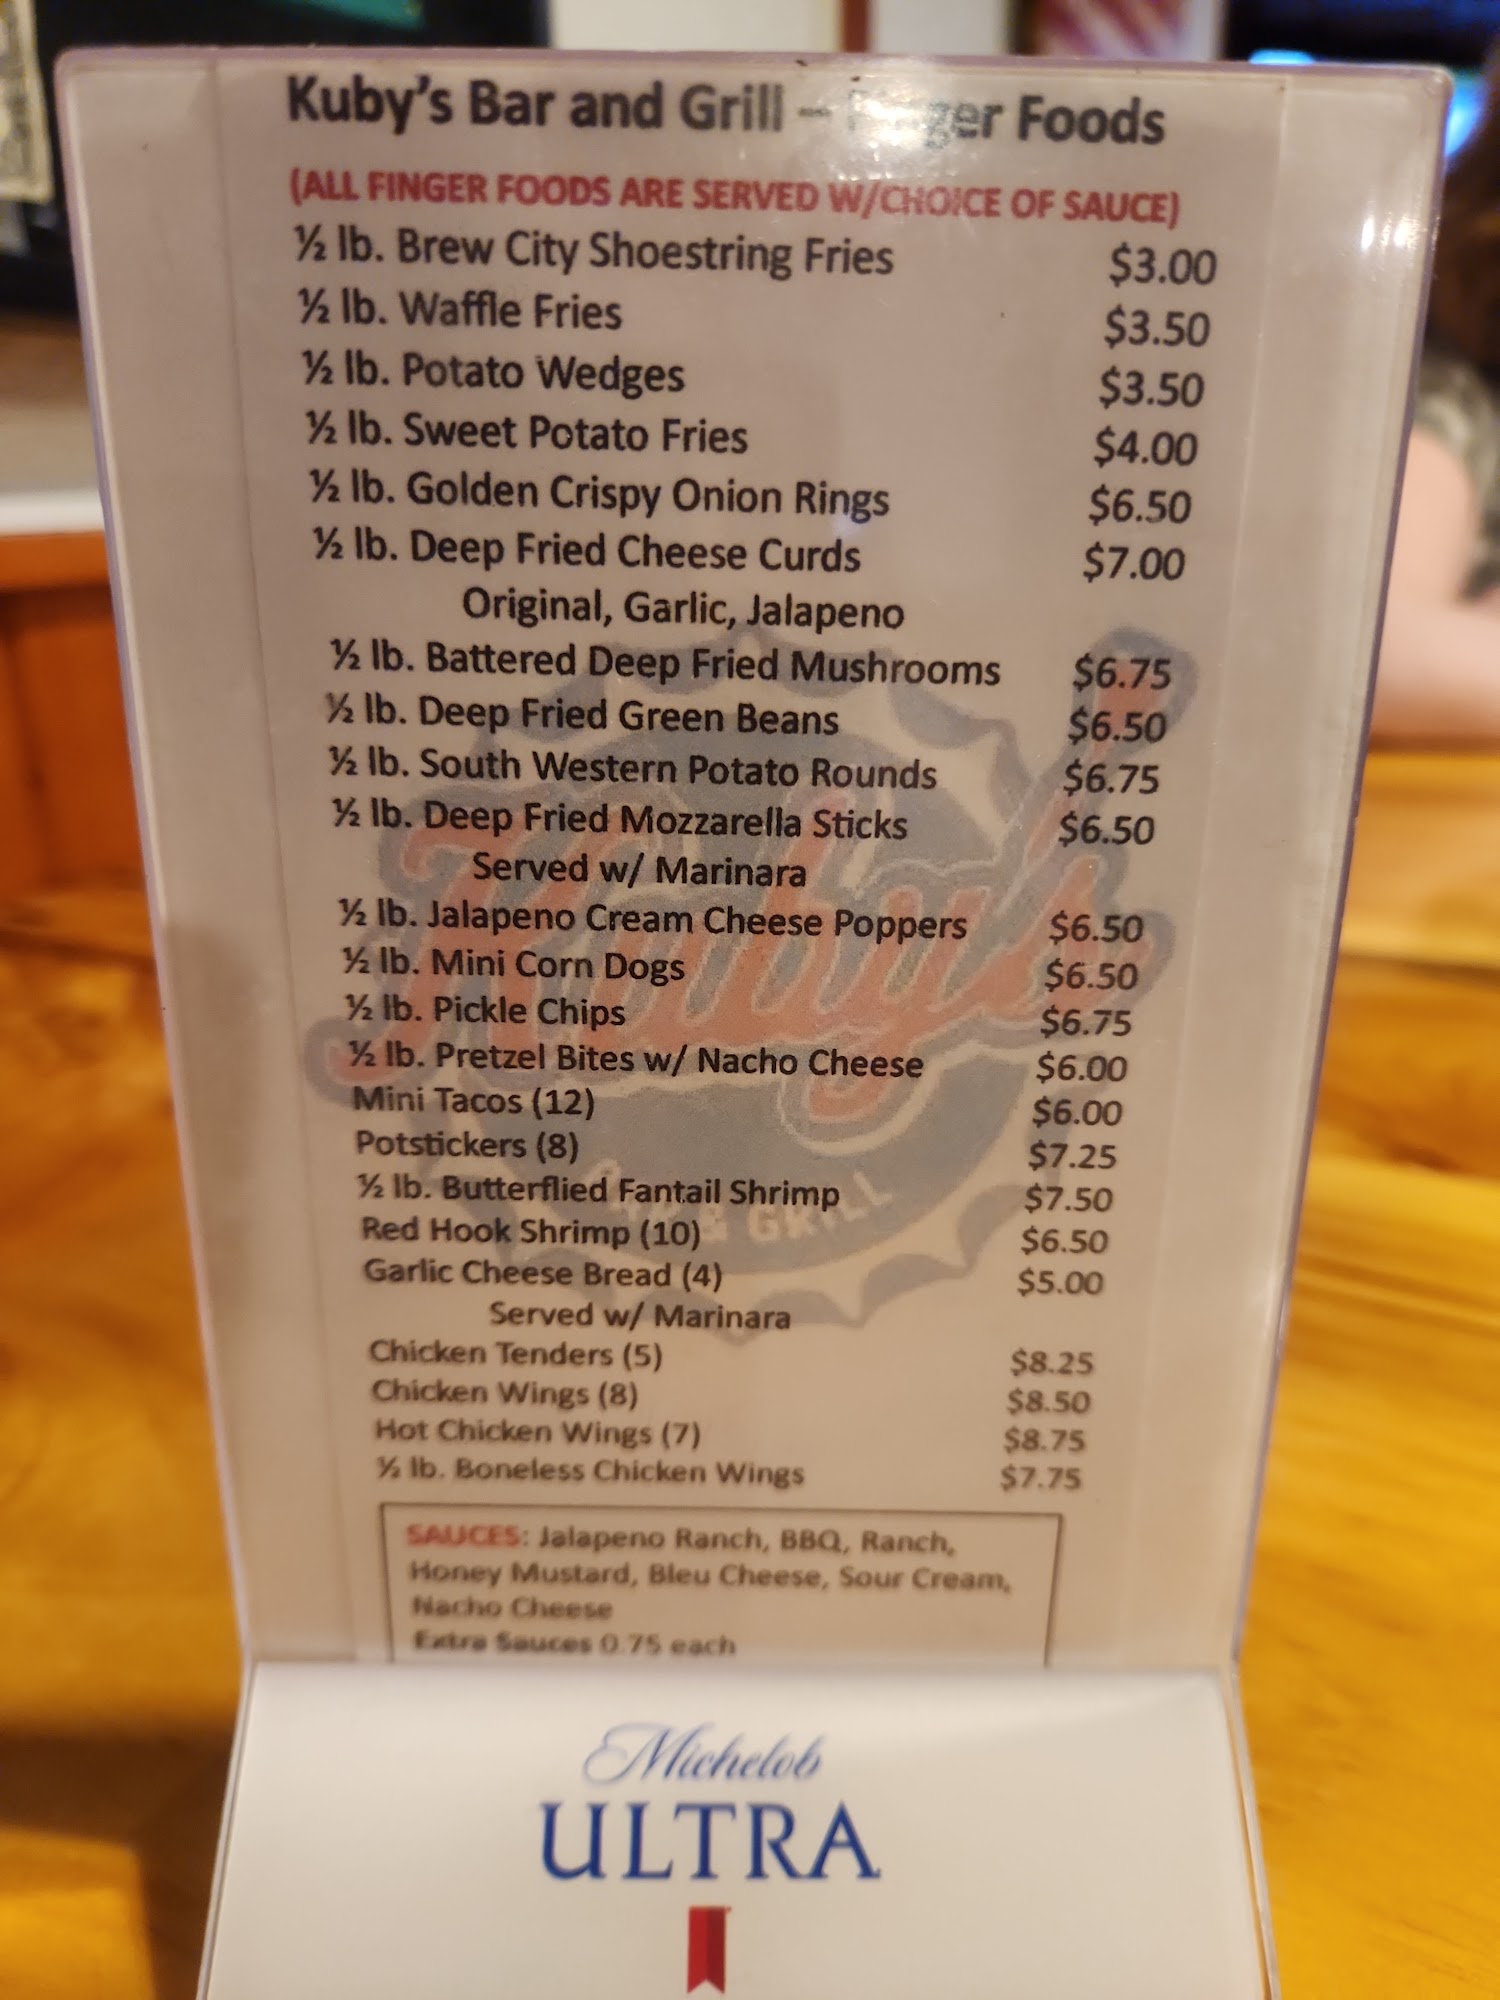 Kuby's Bar and Grill – Finger Foods
(ALL FINGER FOODS ARE SERVED W/CHOICE OF SAUCE)
½ lb. Brew City Shoestring Fries $3.00
½ lb. Waffle Fries $3.50
½ lb. Potato Wedges $3.50
½ lb. Sweet Potato Fries $4.00
½ lb. Golden Crispy Onion Rings $6.50
½ lb. Deep Fried Cheese Curds $7.00
Original, Garlic, Jalapeno
½ lb. Battered Deep Fried Mushrooms $6.75
½ lb. Deep Fried Green Beans $6.50
½ lb. South Western Potato Rounds $6.75
½ lb. Deep Fried Mozzarella Sticks $6.50
Served w/ Marinara
½ lb. Jalapeno Cream Cheese Poppers $6.50
½ lb. Mini Corn Dogs $6.50
½ lb. Pickle Chips $6.75
½ lb. Pretzel Bites w/ Nacho Cheese $6.00
Mini Tacos (12) $6.00
Potstickers (8) $7.25
½ lb. Butterflied Fantail Shrimp $7.50
Red Hook Shrimp (10) $6.50
Garlic Cheese Bread (4) $5.00
Served w/ Marinara
Chicken Tenders (5) $8.25
Chicken Wings (8) $8.50
Hot Chicken Wings (7) $8.75
½ lb. Boneless Chicken Wings $7.75
SAUCES: Jalapeno Ranch, BBQ, Ranch,
Honey Mustard, Bleu Cheese, Sour Cream,
Nacho Cheese
Extra Sauces 0.75 each
Kuby's
BAR & GRILL
Michelob
ULTRA